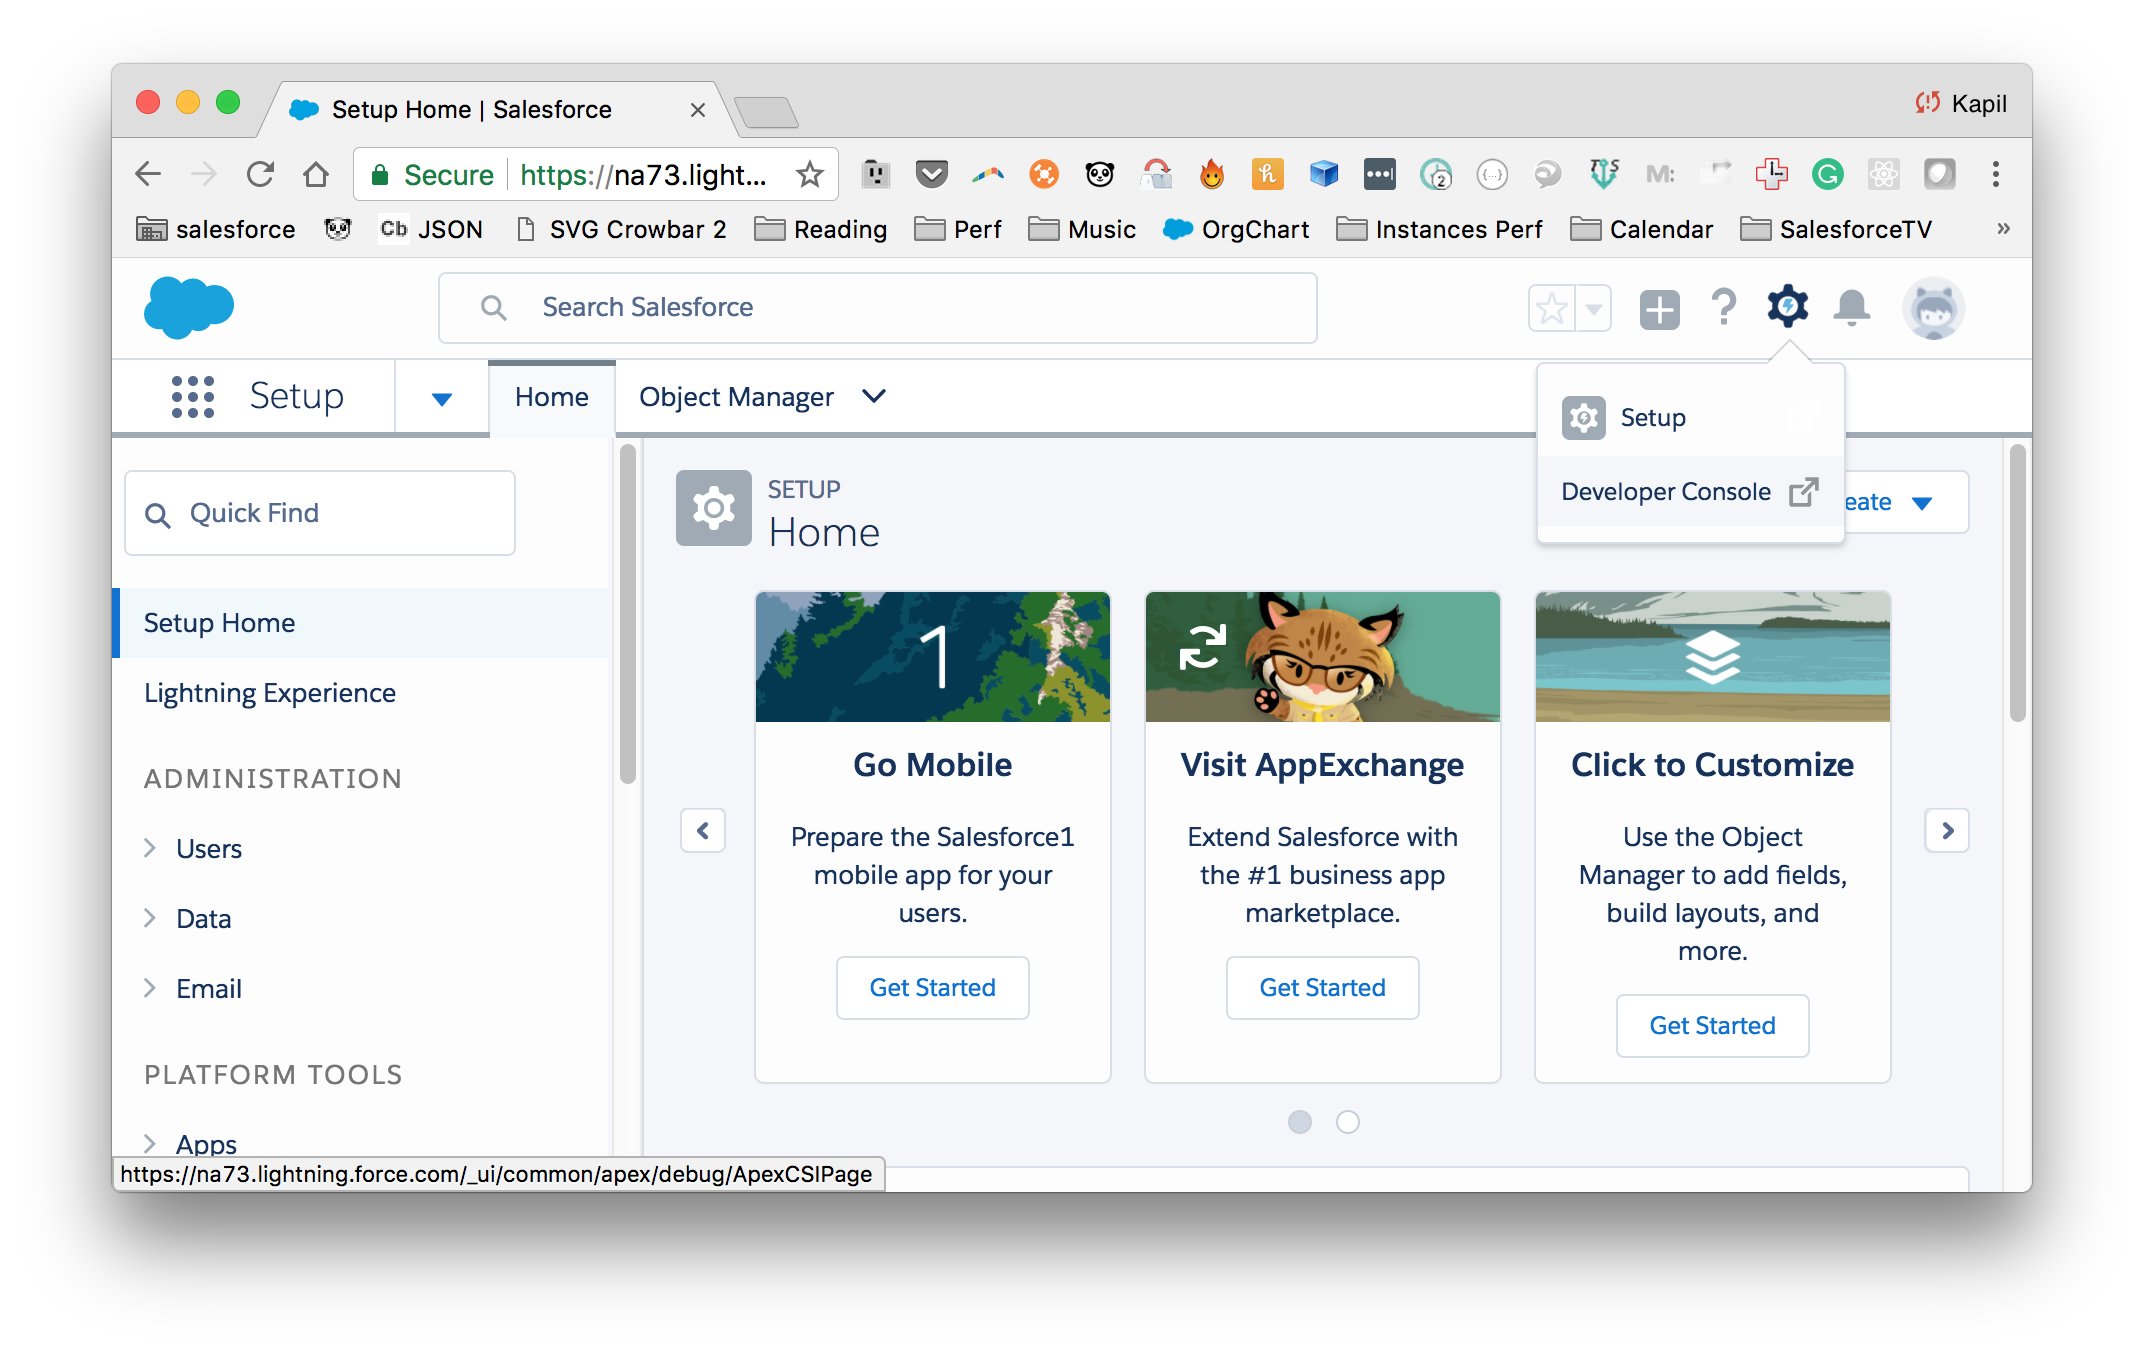 Setup Home | Salesforce
Kapil
Secure https://na73.light...
salesforce
Cb JSON
SVG Crowbar 2
Reading
Perf
Music
OrgChart
Instances Perf
Calendar
SalesforceTV
»
Search Salesforce
Setup
Home
Object Manager
Setup
Developer Console
eate
Quick Find
Setup Home
Lightning Experience
ADMINISTRATION
Users
Data
Email
PLATFORM TOOLS
Apps
SETUP
Home
1
Go Mobile
Prepare the Salesforce1
mobile app for your
users.
Get Started
Visit AppExchange
Extend Salesforce with
the #1 business app
marketplace.
Get Started
Click to Customize
Use the Object
Manager to add fields,
build layouts, and
more.
Get Started
https://na73.lightning.force.com/_ui/common/apex/debug/ApexCSIPage